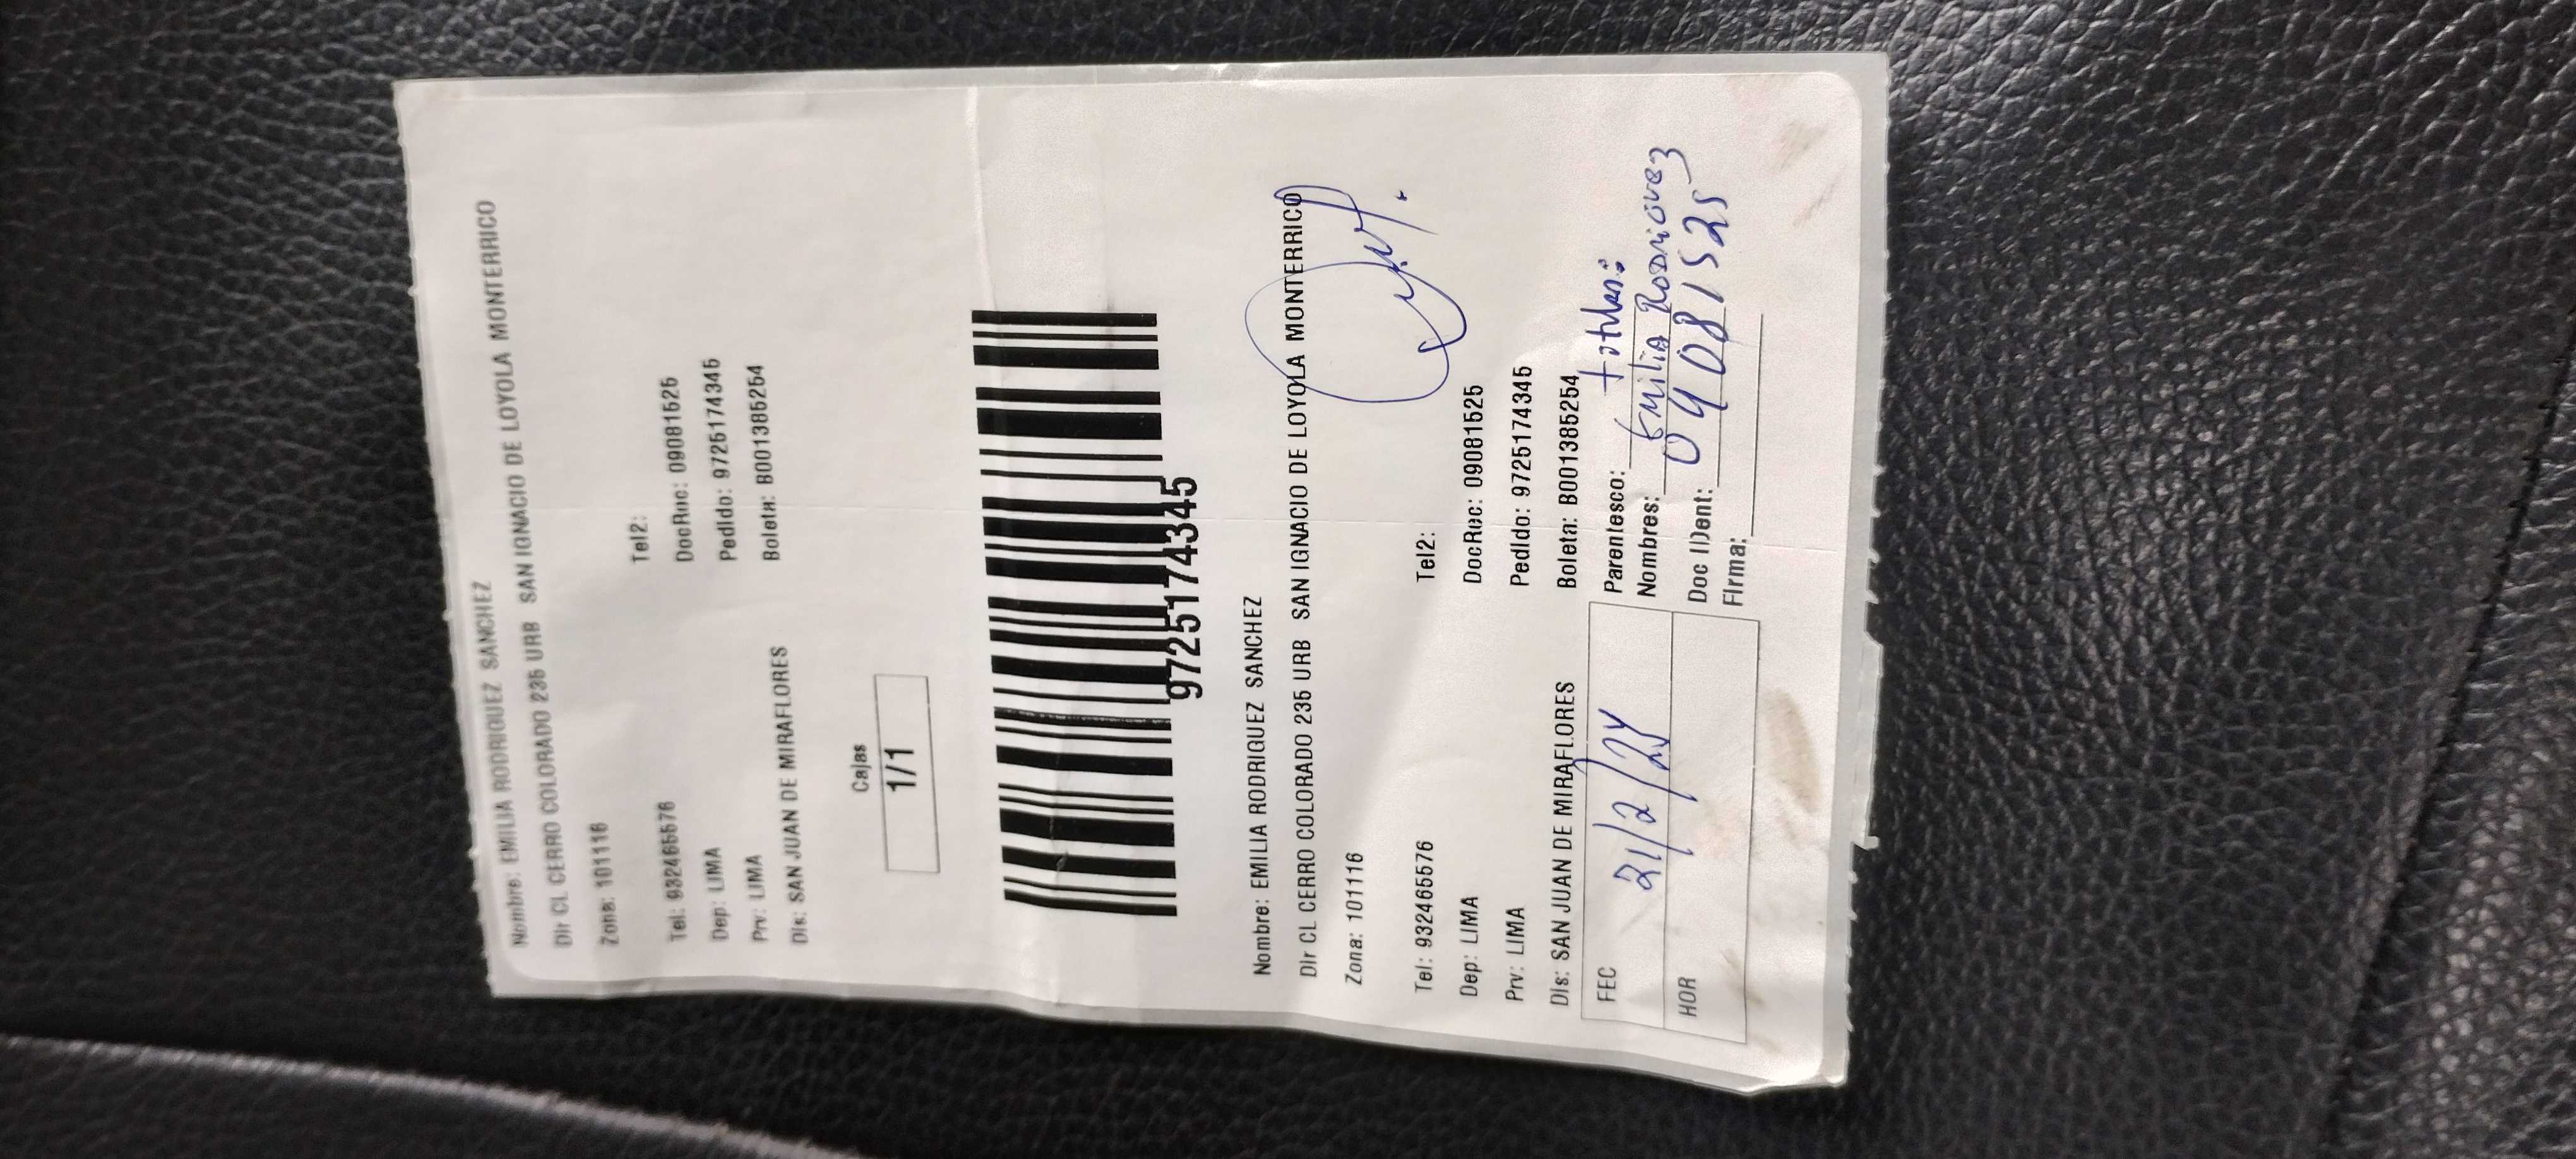 Nombre: EMILIA RODRIGUEZ SANCHEZ
Dir CL CERRO COLORADO 235 URB SAN IGNACIO DE LOYOLA MONTERRICO
Zona: 101116
Tel: 932465576 Tel2:
Dep: LIMA DocRec: 09081525
Prv: LIMA Pedido: 9725174345
Dis: SAN JUAN DE MIRAFLORES Boleta: B001385254
Cajas
1/1
9725174345
Nombre: EMILIA RODRIGUEZ SANCHEZ
Dir CL CERRO COLORADO 235 URB SAN IGNACIO DE LOYOLA MONTERRICO
Zona: 101116
Tel: 932465576 Tel2:
Dep: LIMA DocRec: 09081525
Prv: LIMA Pedido: 9725174345
Dis: SAN JUAN DE MIRAFLORES Boleta: B001385254
FEC 21/2/24 Parentesco: titular:
Nombres: Emilia Rodriguez
HOR Doc IDent: 09081525
Firma: